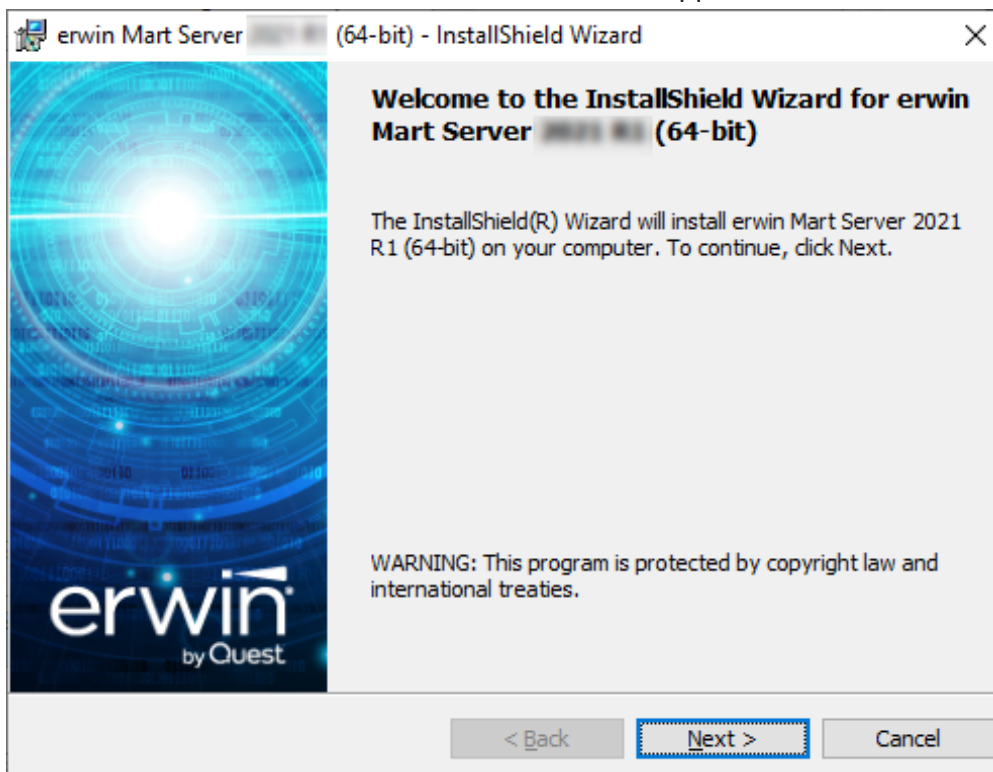 erwin Mart Server (64-bit) - InstallShield Wizard
Welcome to the InstallShield Wizard for erwin
Mart Server (64-bit)
The InstallShield(R) Wizard will install erwin Mart Server 2021
R1 (64-bit) on your computer. To continue, click Next.
WARNING: This program is protected by copyright law and
international treaties.
erwin
by Quest
< Back Next > Cancel